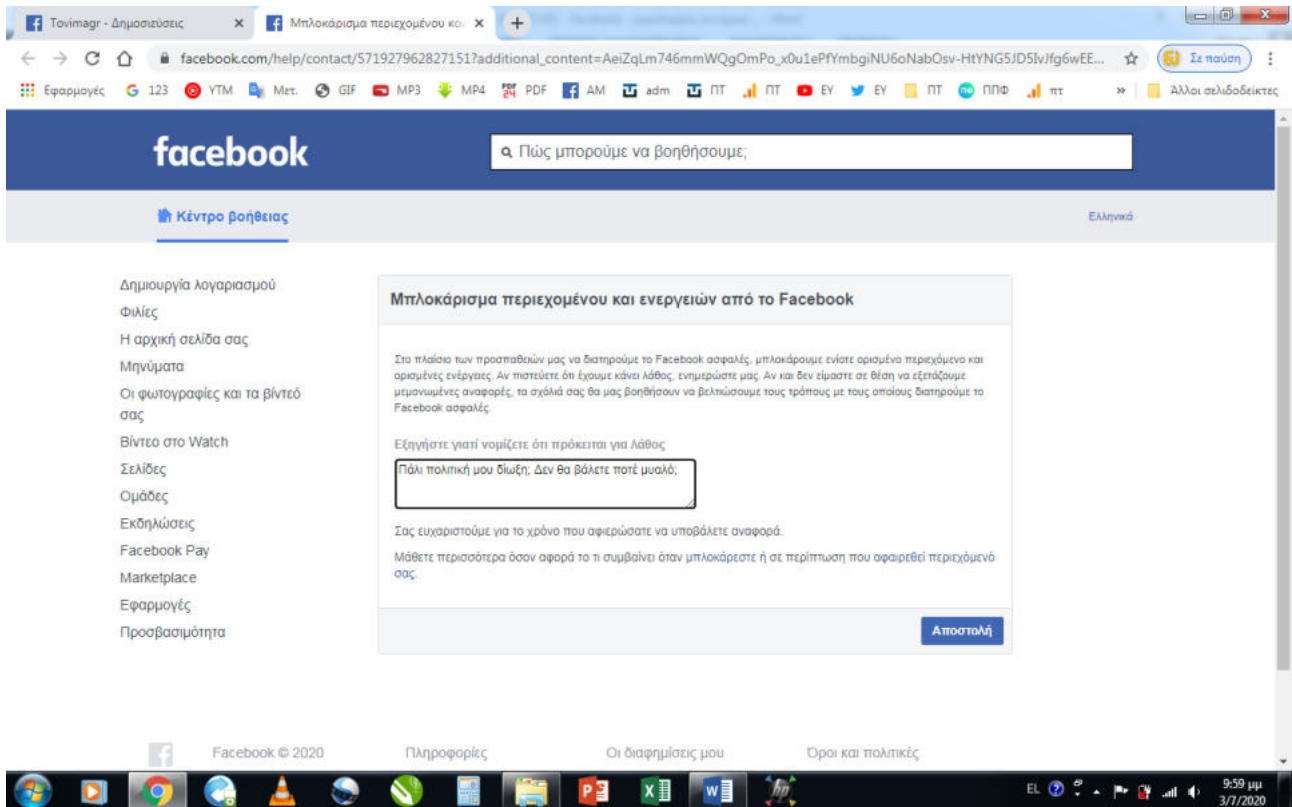 Tovimagr - Δημοσιεύσεις
Μπλοκάρισμα περιεχομένου και
facebook.com/help/contact/571927962827151?additional_content=AeiZqLm746mmWQgOmPo_x0u1ePfYmbgiNU6oNabOsv-HtYNG5JD5IvJfg6wEE...
Σε παύση
Εφαρμογές 123 YTM Μετ. GIF MP3 MP4 PDF AM adm ΠΤ ΠΤ ΕΥ ΕΥ ΠΤ ΠΠΦ πτ » Άλλοι σελιδοδείκτες
facebook
Πώς μπορούμε να βοηθήσουμε;
Κέντρο βοήθειας
Ελληνικά
Δημιουργία λογαριασμού
Φιλίες
Η αρχική σελίδα σας
Μηνύματα
Οι φωτογραφίες και τα βίντεό
σας
Βίντεο στο Watch
Σελίδες
Ομάδες
Εκδηλώσεις
Facebook Pay
Marketplace
Εφαρμογές
Προσβασιμότητα
Μπλοκάρισμα περιεχομένου και ενεργειών από το Facebook
Στο πλαίσιο των προσπαθειών μας να διατηρούμε το Facebook ασφαλές, μπλοκάρουμε ενίοτε ορισμένο περιεχόμενο και
ορισμένες ενέργειες. Αν πιστεύετε ότι έχουμε κάνει λάθος, ενημερώστε μας. Αν και δεν είμαστε σε θέση να εξετάζουμε
μεμονωμένες αναφορές, τα σχόλιά σας θα μας βοηθήσουν να βελτιώσουμε τους τρόπους με τους οποίους διατηρούμε το
Facebook ασφαλές.
Εξηγήστε γιατί νομίζετε ότι πρόκειται για λάθος
Πάλι πολιτική μου δίωξη; Δεν θα βάλετε ποτέ μυαλό;
Σας ευχαριστούμε για το χρόνο που αφιερώσατε να υποβάλετε αναφορά.
Μάθετε περισσότερα όσον αφορά το τι συμβαίνει όταν μπλοκάρεστε ή σε περίπτωση που αφαιρεθεί περιεχόμενό
σας.
Αποστολή
Facebook © 2020 Πληροφορίες Οι διαφημίσεις μου Όροι και πολιτικές
EL
9:59 μμ
3/7/2020